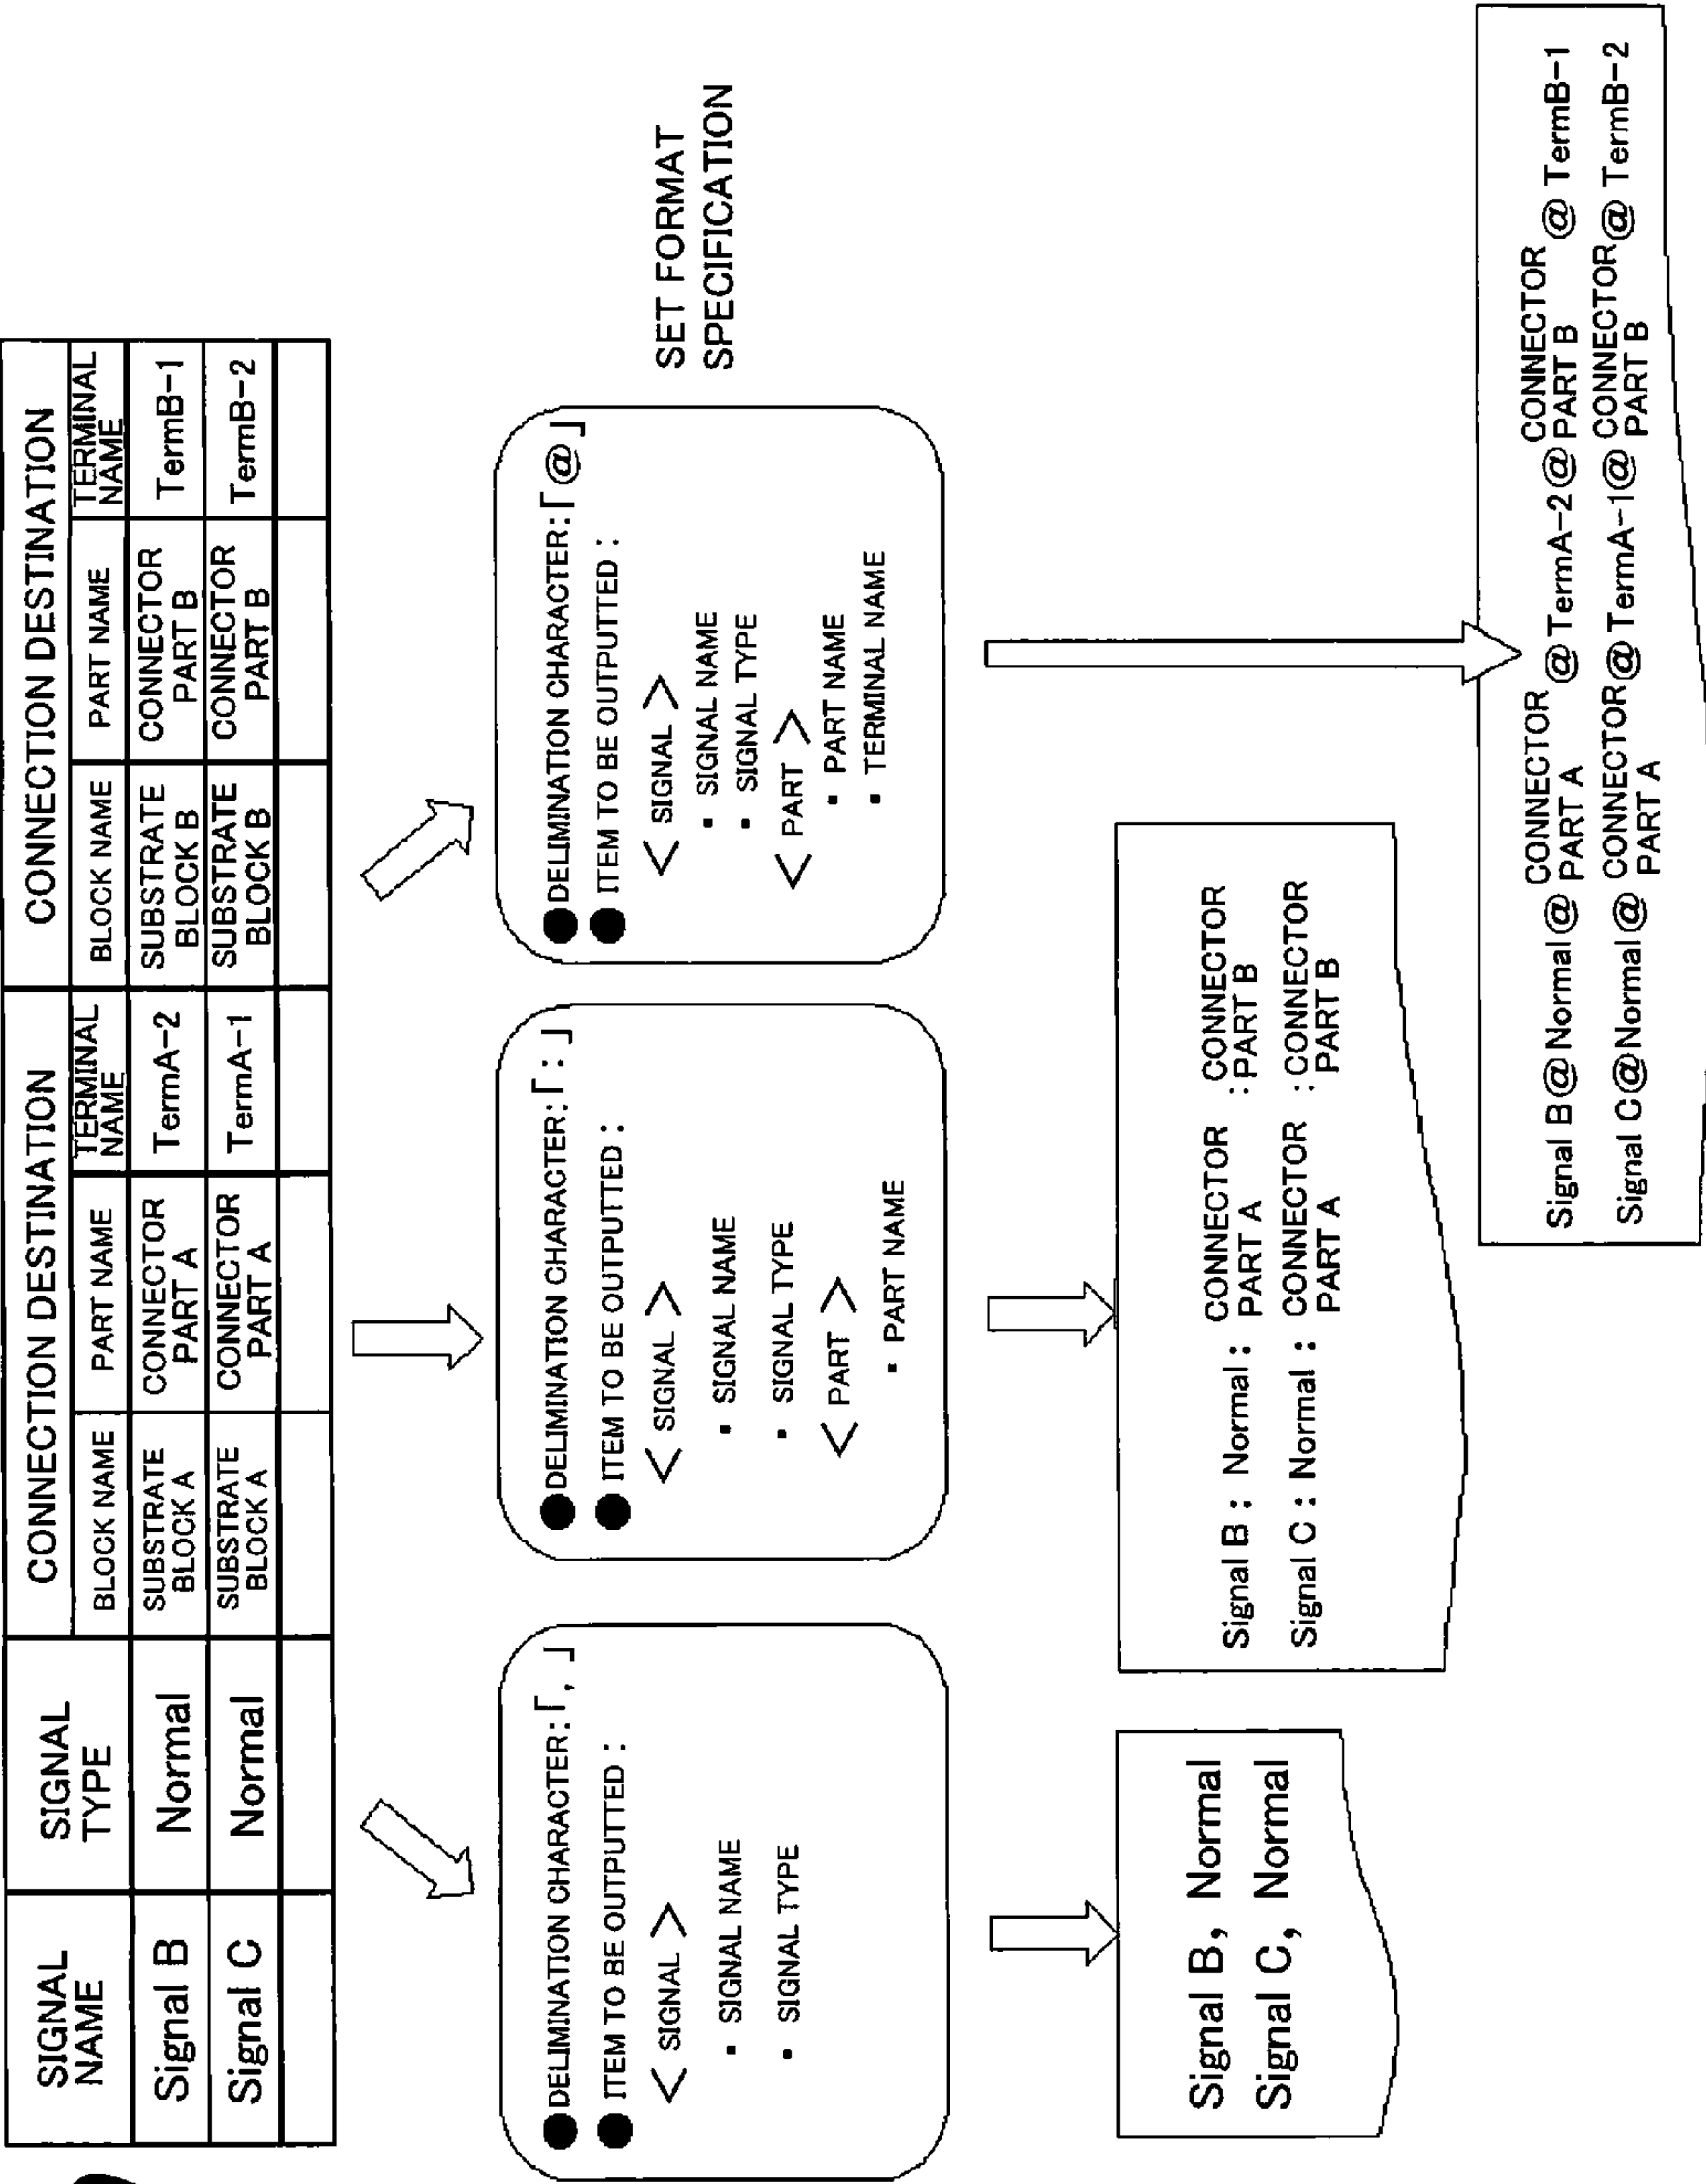 SIGNAL NAME
SIGNAL TYPE
CONNECTION DESTINATION
CONNECTION DESTINATION
BLOCK NAME
PART NAME
TERMINAL NAME
BLOCK NAME
PART NAME
TERMINAL NAME
Signal B
Normal
SUBSTRATE BLOCK A
CONNECTOR PART A
TermA-2
SUBSTRATE BLOCK B
CONNECTOR PART B
TermB-1
Signal C
Normal
SUBSTRATE BLOCK A
CONNECTOR PART A
TermA-1
SUBSTRATE BLOCK B
CONNECTOR PART B
TermB-2
●DELIMINATION CHARACTER:「,」
●ITEM TO BE OUTPUTTED :
< SIGNAL >
・SIGNAL NAME
・SIGNAL TYPE
●DELIMINATION CHARACTER:「:」
●ITEM TO BE OUTPUTTED :
< SIGNAL >
・SIGNAL NAME
・SIGNAL TYPE
< PART >
・PART NAME
●DELIMINATION CHARACTER:「@」
●ITEM TO BE OUTPUTTED :
< SIGNAL >
・SIGNAL NAME
・SIGNAL TYPE
< PART >
・PART NAME
・TERMINAL NAME
SET FORMAT
SPECIFICATION
Signal B, Normal
Signal C, Normal
Signal B : Normal : CONNECTOR PART A : CONNECTOR PART B
Signal C : Normal : CONNECTOR PART A : CONNECTOR PART B
Signal B@Normal@ CONNECTOR PART A @TermA-2@ CONNECTOR PART B @TermB-1
Signal C@Normal@ CONNECTOR PART A @TermA-1@ CONNECTOR PART B @TermB-2